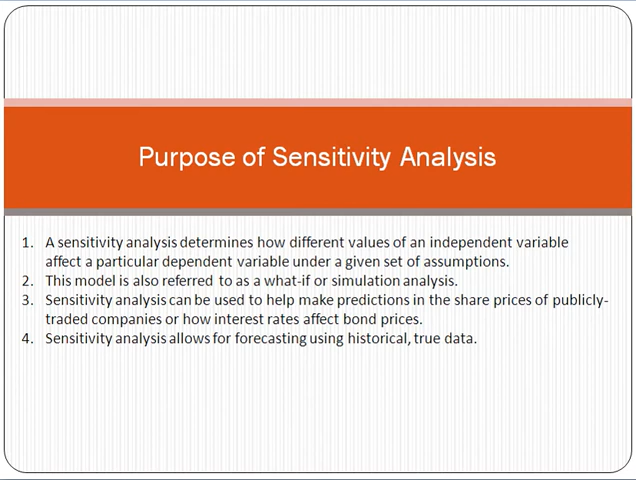 Purpose of Sensitivity Analysis
1. A sensitivity analysis determines how different values of an independent variable
affect a particular dependent variable under a given set of assumptions.
2. This model is also referred to as a what-if or simulation analysis.
3. Sensitivity analysis can be used to help make predictions in the share prices of publicly-
traded companies or how interest rates affect bond prices.
4. Sensitivity analysis allows for forecasting using historical, true data.